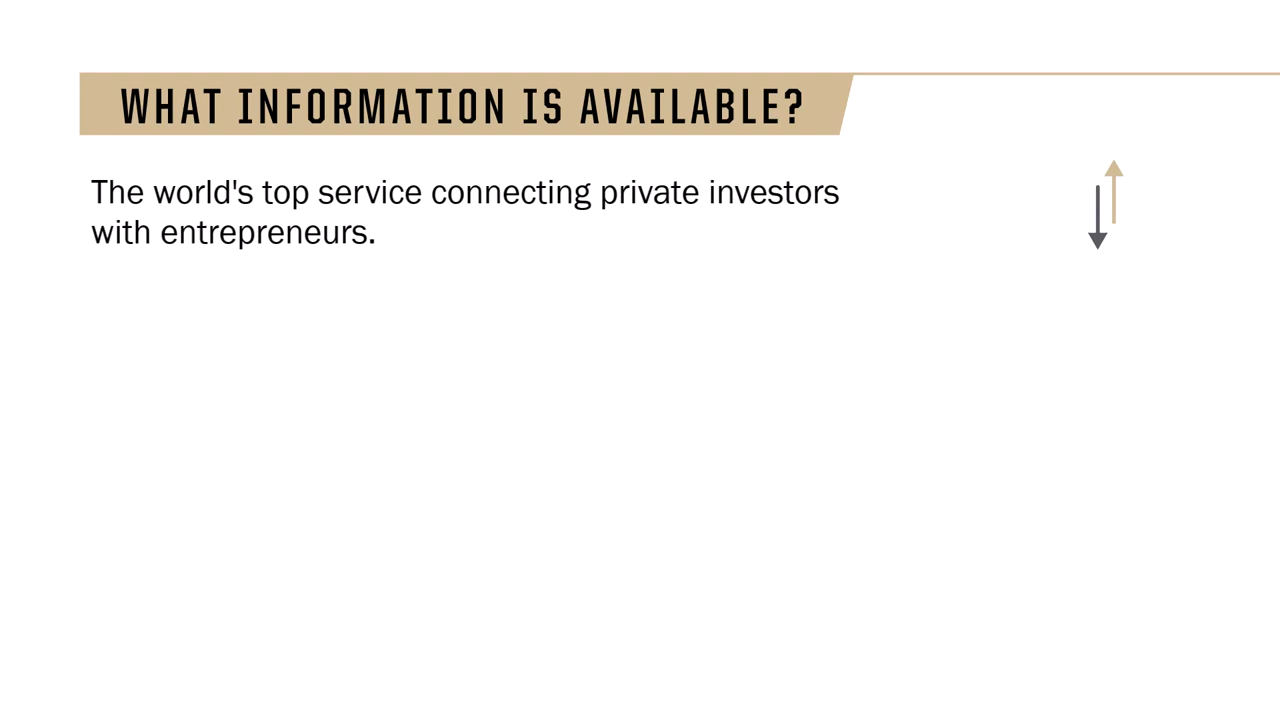 WHAT INFORMATION IS AVAILABLE?
The world's top service connecting private investors
with entrepreneurs.